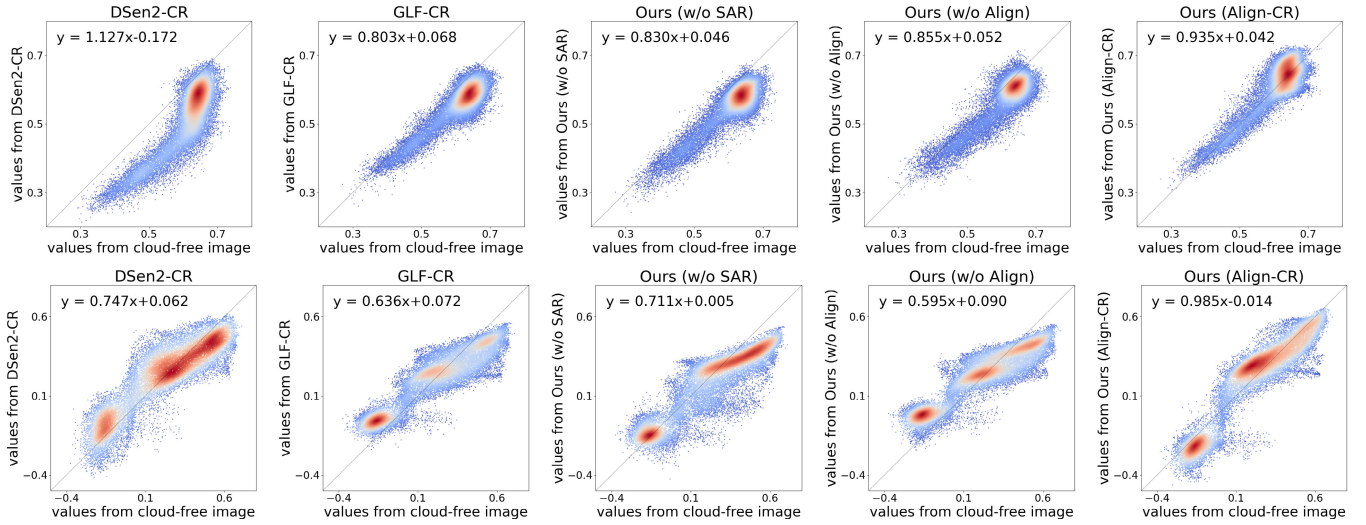 DSen2-CR
y = 1.127x-0.172
values from DSen2-CR
0.7
0.5
0.3
0.3 0.5 0.7
values from cloud-free image
GLF-CR
y = 0.803x+0.068
values from GLF-CR
0.7
0.5
0.3
0.3 0.5 0.7
values from cloud-free image
Ours (w/o SAR)
y = 0.830x+0.046
values from Ours (w/o SAR)
0.7
0.5
0.3
0.3 0.5 0.7
values from cloud-free image
Ours (w/o Align)
y = 0.855x+0.052
values from Ours (w/o Align)
0.7
0.5
0.3
0.3 0.5 0.7
values from cloud-free image
Ours (Align-CR)
y = 0.935x+0.042
values from Ours (Align-CR)
0.7
0.5
0.3
0.3 0.5 0.7
values from cloud-free image
DSen2-CR
y = 0.747x+0.062
values from DSen2-CR
0.6
0.1
−0.4
−0.4 0.1 0.6
values from cloud-free image
GLF-CR
y = 0.636x+0.072
values from GLF-CR
0.6
0.1
−0.4
−0.4 0.1 0.6
values from cloud-free image
Ours (w/o SAR)
y = 0.711x+0.005
values from Ours (w/o SAR)
0.6
0.1
−0.4
−0.4 0.1 0.6
values from cloud-free image
Ours (w/o Align)
y = 0.595x+0.090
values from Ours (w/o Align)
0.6
0.1
−0.4
−0.4 0.1 0.6
values from cloud-free image
Ours (Align-CR)
y = 0.985x-0.014
values from Ours (Align-CR)
0.6
0.1
−0.4
−0.4 0.1 0.6
values from cloud-free image